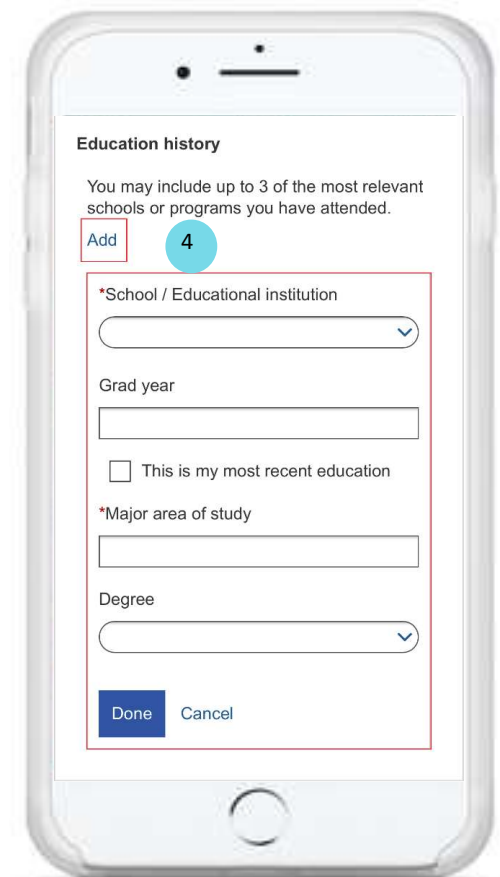 Education history
You may include up to 3 of the most relevant
schools or programs you have attended.
Add
4
*School / Educational institution
Grad year
This is my most recent education
*Major area of study
Degree
Done Cancel